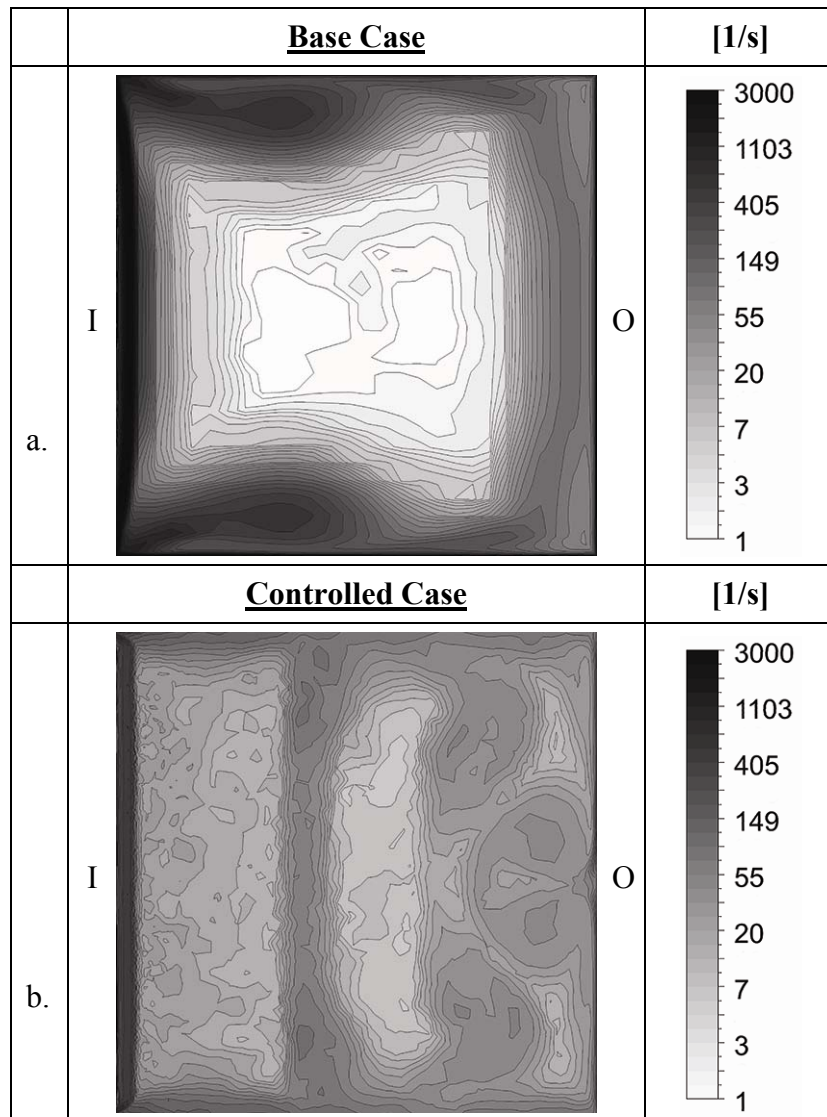 Base Case
[1/s]
a.
I
O
3000
1103
405
149
55
20
7
3
1
Controlled Case
[1/s]
b.
I
O
3000
1103
405
149
55
20
7
3
1